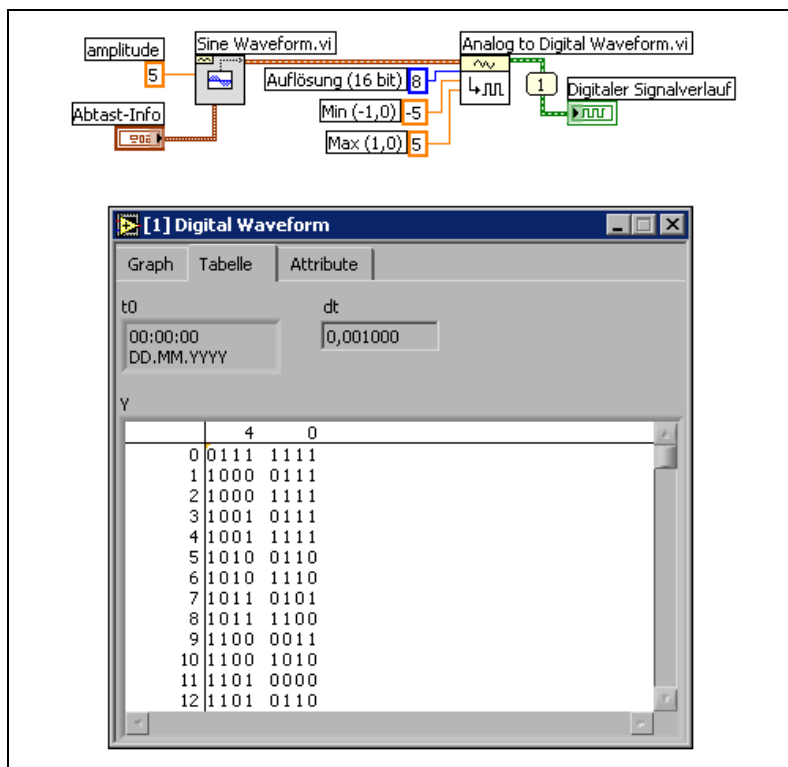 amplitude
Sine Waveform.vi
Analog to Digital Waveform.vi
5
Auflösung (16 bit) 8
1
Digitaler Signalverlauf
Abtast-Info
Min (-1,0) -5
Max (1,0) 5
[1] Digital Waveform
Graph Tabelle Attribute
t0 dt
00:00:00 0,001000
DD.MM.YYYY
Y
4 0
0 0111 1111
1 1000 0111
2 1000 1111
3 1001 0111
4 1001 1111
5 1010 0110
6 1010 1110
7 1011 0101
8 1011 1100
9 1100 0011
10 1100 1010
11 1101 0000
12 1101 0110